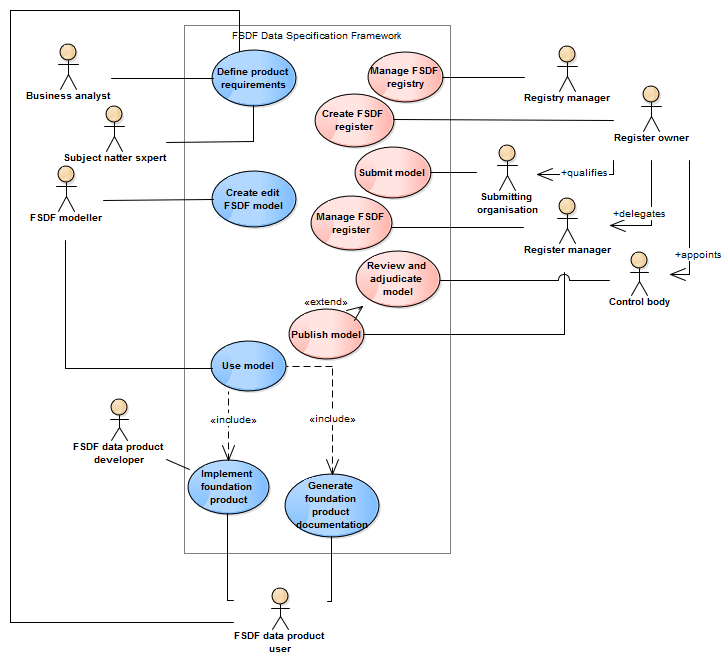 FSDF Data Specification Framework
Define product
requirements
Manage FSDF
registry
Business analyst
Registry manager
Create FSDF
register
Register owner
Subject natter sxpert
Submit model
+qualifies
Create edit
FSDF model
Submitting
organisation
FSDF modeller
Manage FSDF
register
+delegates
Register manager
+appoints
Review and
adjudicate
model
Control body
«extend»
Publish model
Use model
«include»
«include»
FSDF data product
developer
Implement
foundation
product
Generate
foundation
product
documentation
FSDF data product
user